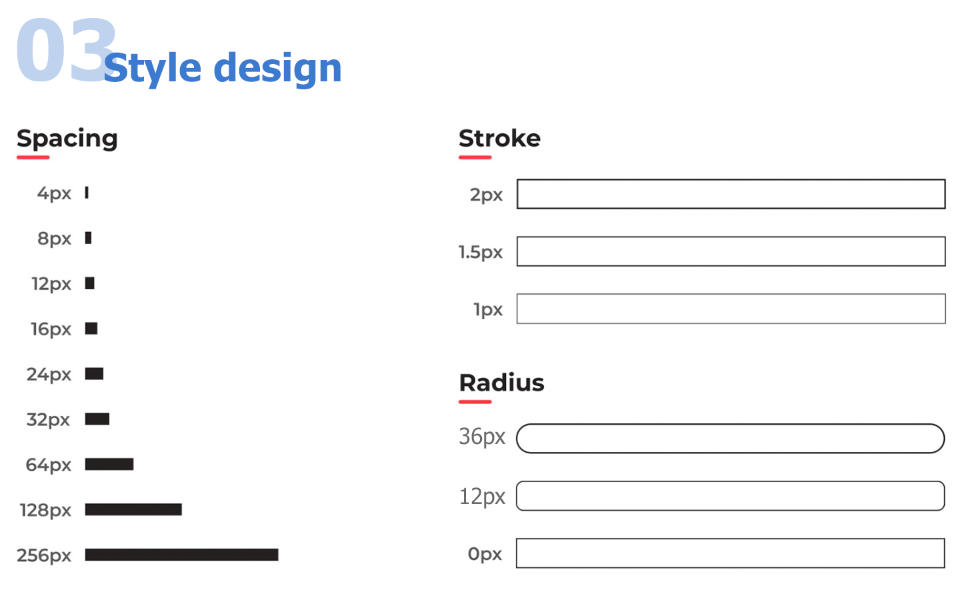 03
Style design
Spacing
4px
8px
12px
16px
24px
32px
64px
128px
256px
Stroke
2px
1.5px
1px
Radius
36px
12px
0px